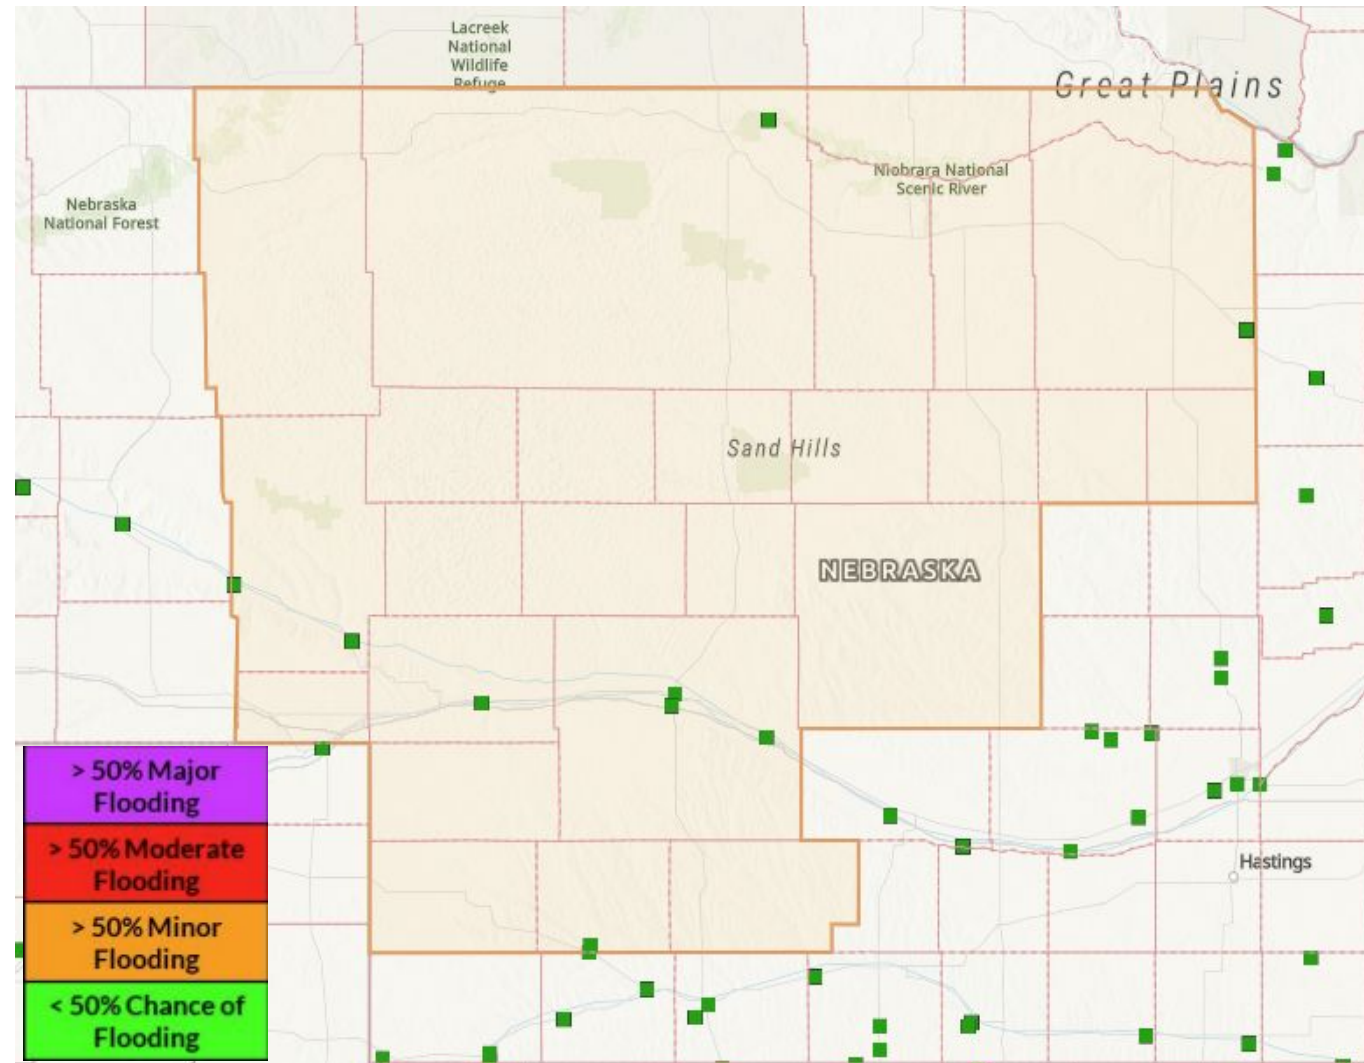 Lacreek
National
Wildlife
Refuge
Great Plains
Niobrara National
Scenic River
Nebraska
National Forest
Sand Hills
NEBRASKA
Hastings
> 50% Major
Flooding
> 50% Moderate
Flooding
> 50% Minor
Flooding
< 50% Chance of
Flooding